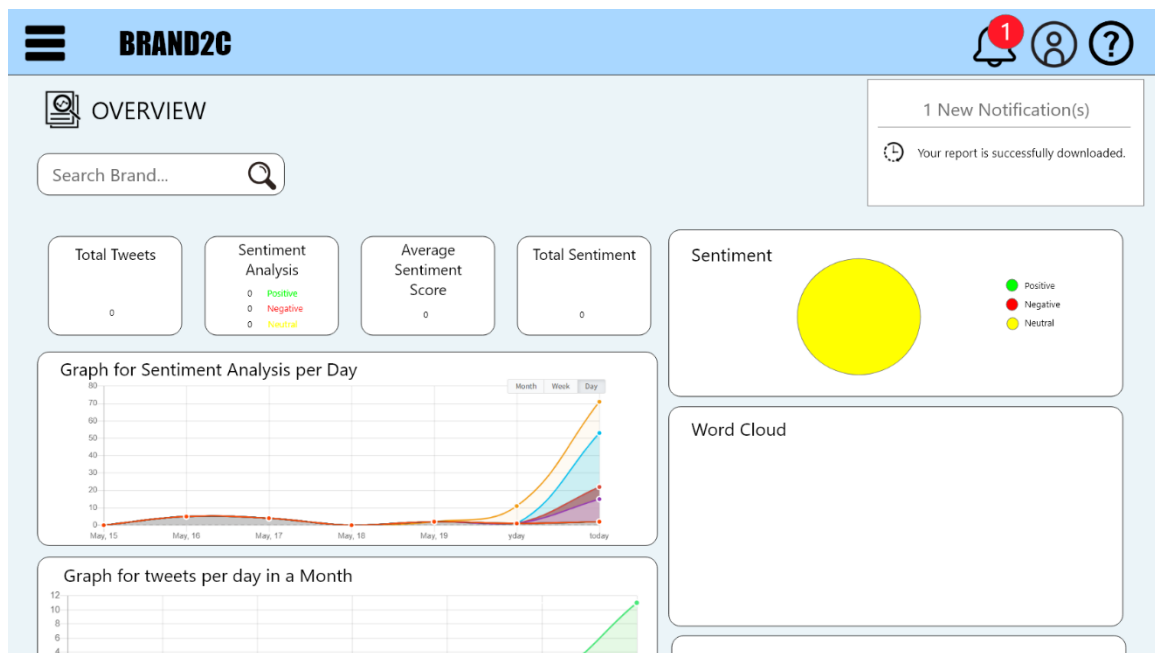 BRAND2C
1
?
OVERVIEW
1 New Notification(s)
Your report is successfully downloaded.
Search Brand...
Total Tweets
0
Sentiment
Analysis
0 Positive
0 Negative
0 Neutral
Average
Sentiment
Score
0
Total Sentiment
0
Sentiment
Positive
Negative
Neutral
Graph for Sentiment Analysis per Day
Month Week Day
80
70
60
50
40
30
20
10
0
May, 15 May, 16 May, 17 May, 18 May, 19 yday today
Word Cloud
Graph for tweets per day in a Month
12
10
8
6
4